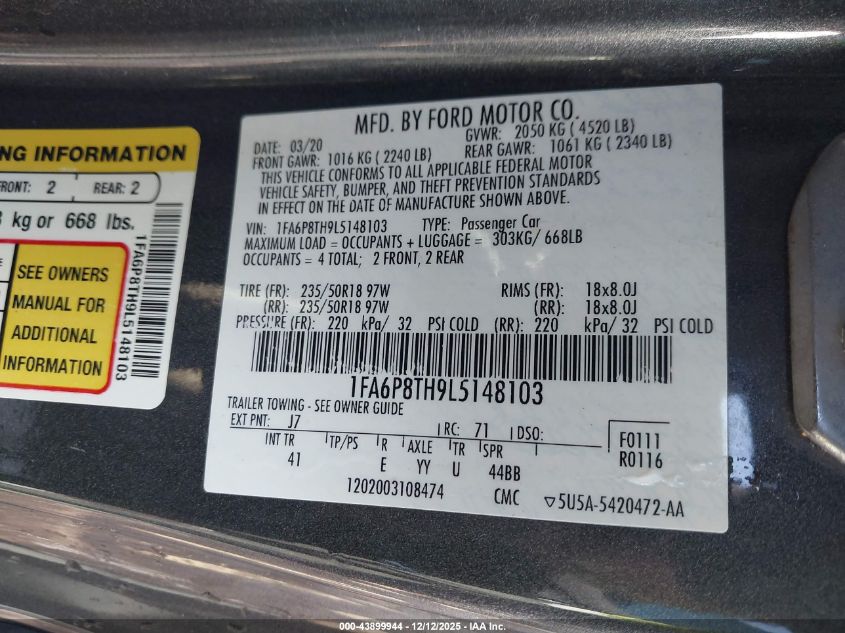 NG INFORMATION
FRONT: 2 REAR: 2
kg or 668 lbs.
SEE OWNERS
MANUAL FOR
ADDITIONAL
INFORMATION
1FA6P8TH9L5148103
MFD. BY FORD MOTOR CO.
DATE: 03/20 GVWR: 2050 KG ( 4520 LB)
FRONT GAWR: 1016 KG ( 2240 LB) REAR GAWR: 1061 KG ( 2340 LB)
THIS VEHICLE CONFORMS TO ALL APPLICABLE FEDERAL MOTOR
VEHICLE SAFETY, BUMPER, AND THEFT PREVENTION STANDARDS
IN EFFECT ON THE DATE OF MANUFACTURE SHOWN ABOVE.
VIN: 1FA6P8TH9L5148103 TYPE: Passenger Car
MAXIMUM LOAD = OCCUPANTS + LUGGAGE = 303KG/ 668LB
OCCUPANTS = 4 TOTAL; 2 FRONT, 2 REAR
TIRE (FR): 235/50R18 97W RIMS (FR): 18x8.0J
(RR): 235/50R18 97W (RR): 18x8.0J
PRESSURE (FR): 220 kPa/ 32 PSI COLD (RR): 220 kPa/ 32 PSI COLD
1FA6P8TH9L5148103
TRAILER TOWING - SEE OWNER GUIDE
EXT PNT: J7 RC: 71 DSO: F0111
INT TR TP/PS R AXLE TR SPR R0116
41 E YY U 44BB
1202003108474 CMC ▽5U5A-5420472-AA
000-43899944 - 12/12/2025 - Copyright © 2025 IAA, Inc. All Rights Reserved.